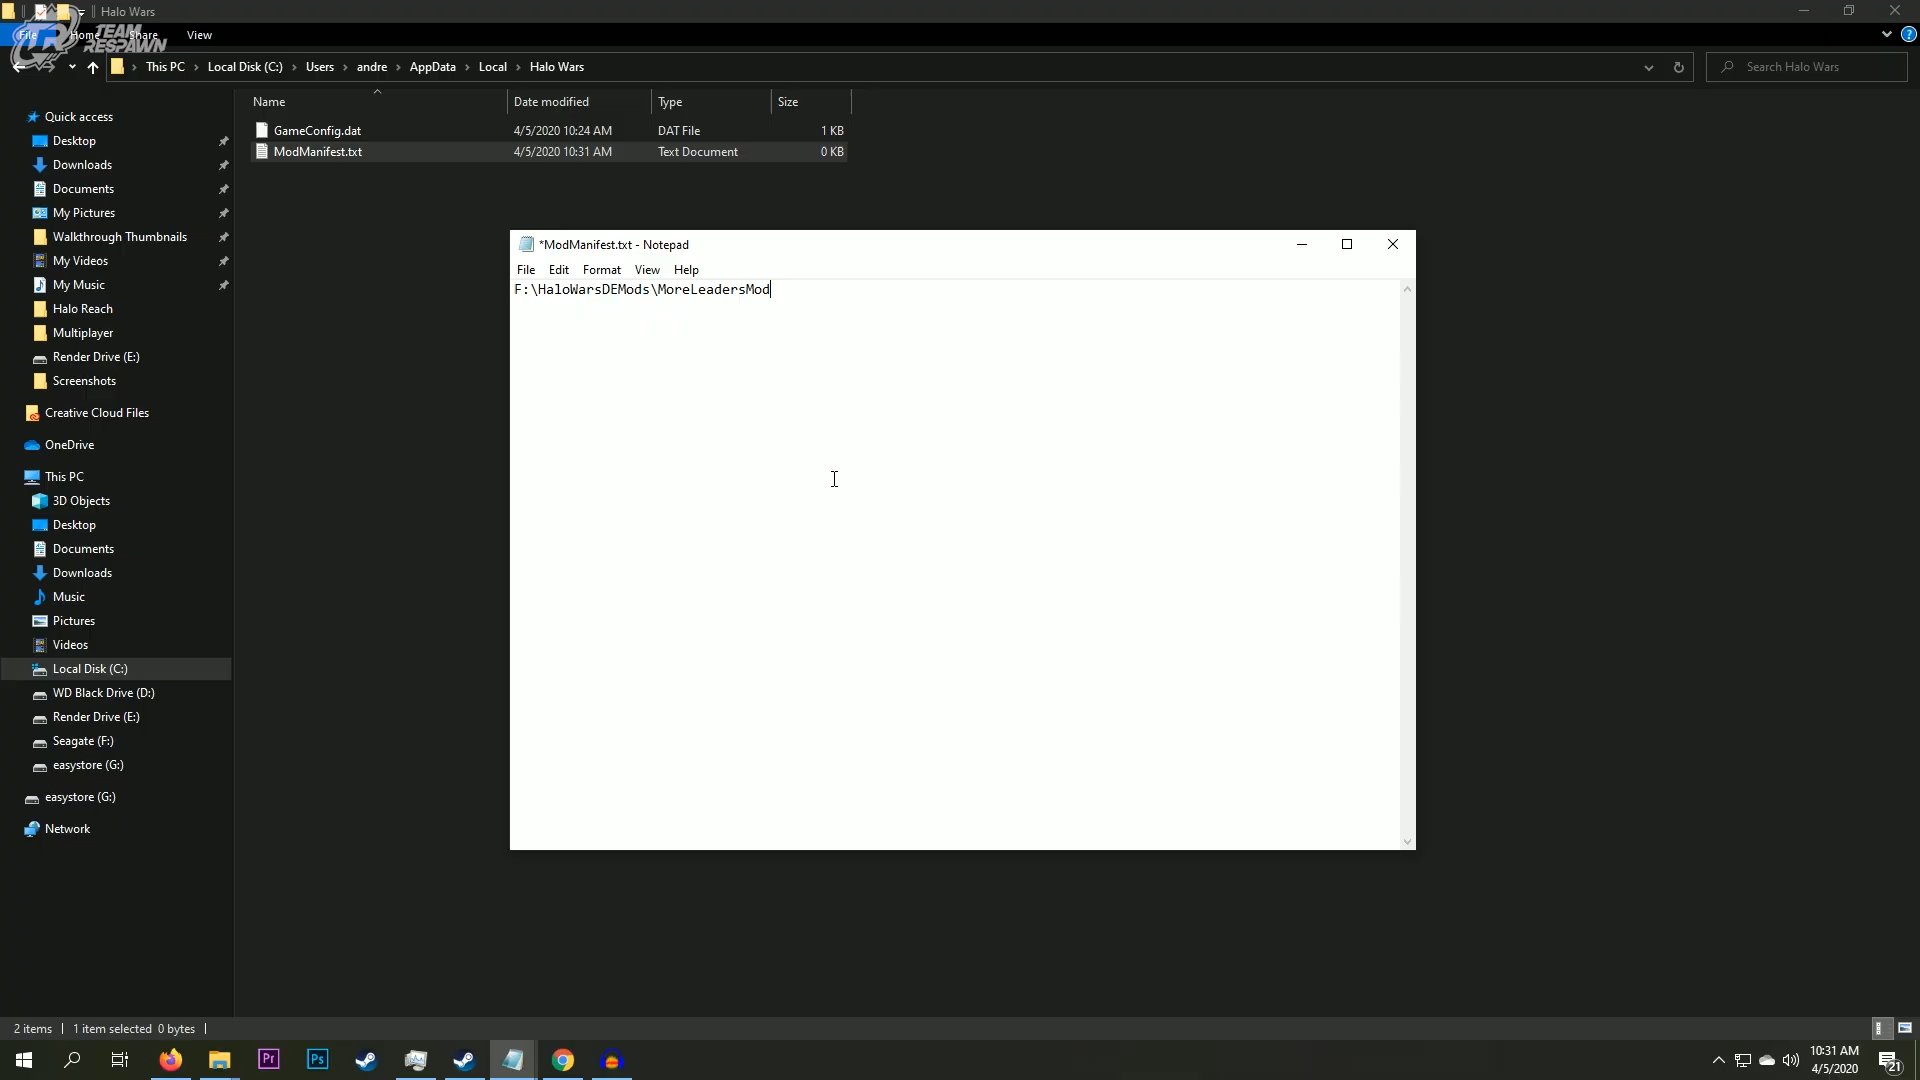 Halo Wars
TEAM RESPAWN
File Home Share View
This PC Local Disk (C:) Users andre AppData Local Halo Wars
Search Halo Wars
Name Date modified Type Size
GameConfig.dat 4/5/2020 10:24 AM DAT File 1 KB
ModManifest.txt 4/5/2020 10:31 AM Text Document 0 KB
Quick access
Desktop
Downloads
Documents
My Pictures
Walkthrough Thumbnails
My Videos
My Music
Halo Reach
Multiplayer
Render Drive (E:)
Screenshots
Creative Cloud Files
OneDrive
This PC
3D Objects
Desktop
Documents
Downloads
Music
Pictures
Videos
Local Disk (C:)
WD Black Drive (D:)
Render Drive (E:)
Seagate (F:)
easystore (G:)
easystore (G:)
Network
*ModManifest.txt - Notepad
File Edit Format View Help
F:\HaloWarsDEMods\MoreLeadersMod
2 items 1 item selected 0 bytes
Pr Ps
10:31 AM
4/5/2020
21